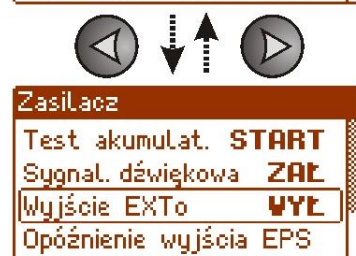 Zasilacz
Test akumulat. START
Sygnal. dźwiękowa ZAŁ
Wyjście EXTo WYŁ
Opóźnienie wyjścia EPS